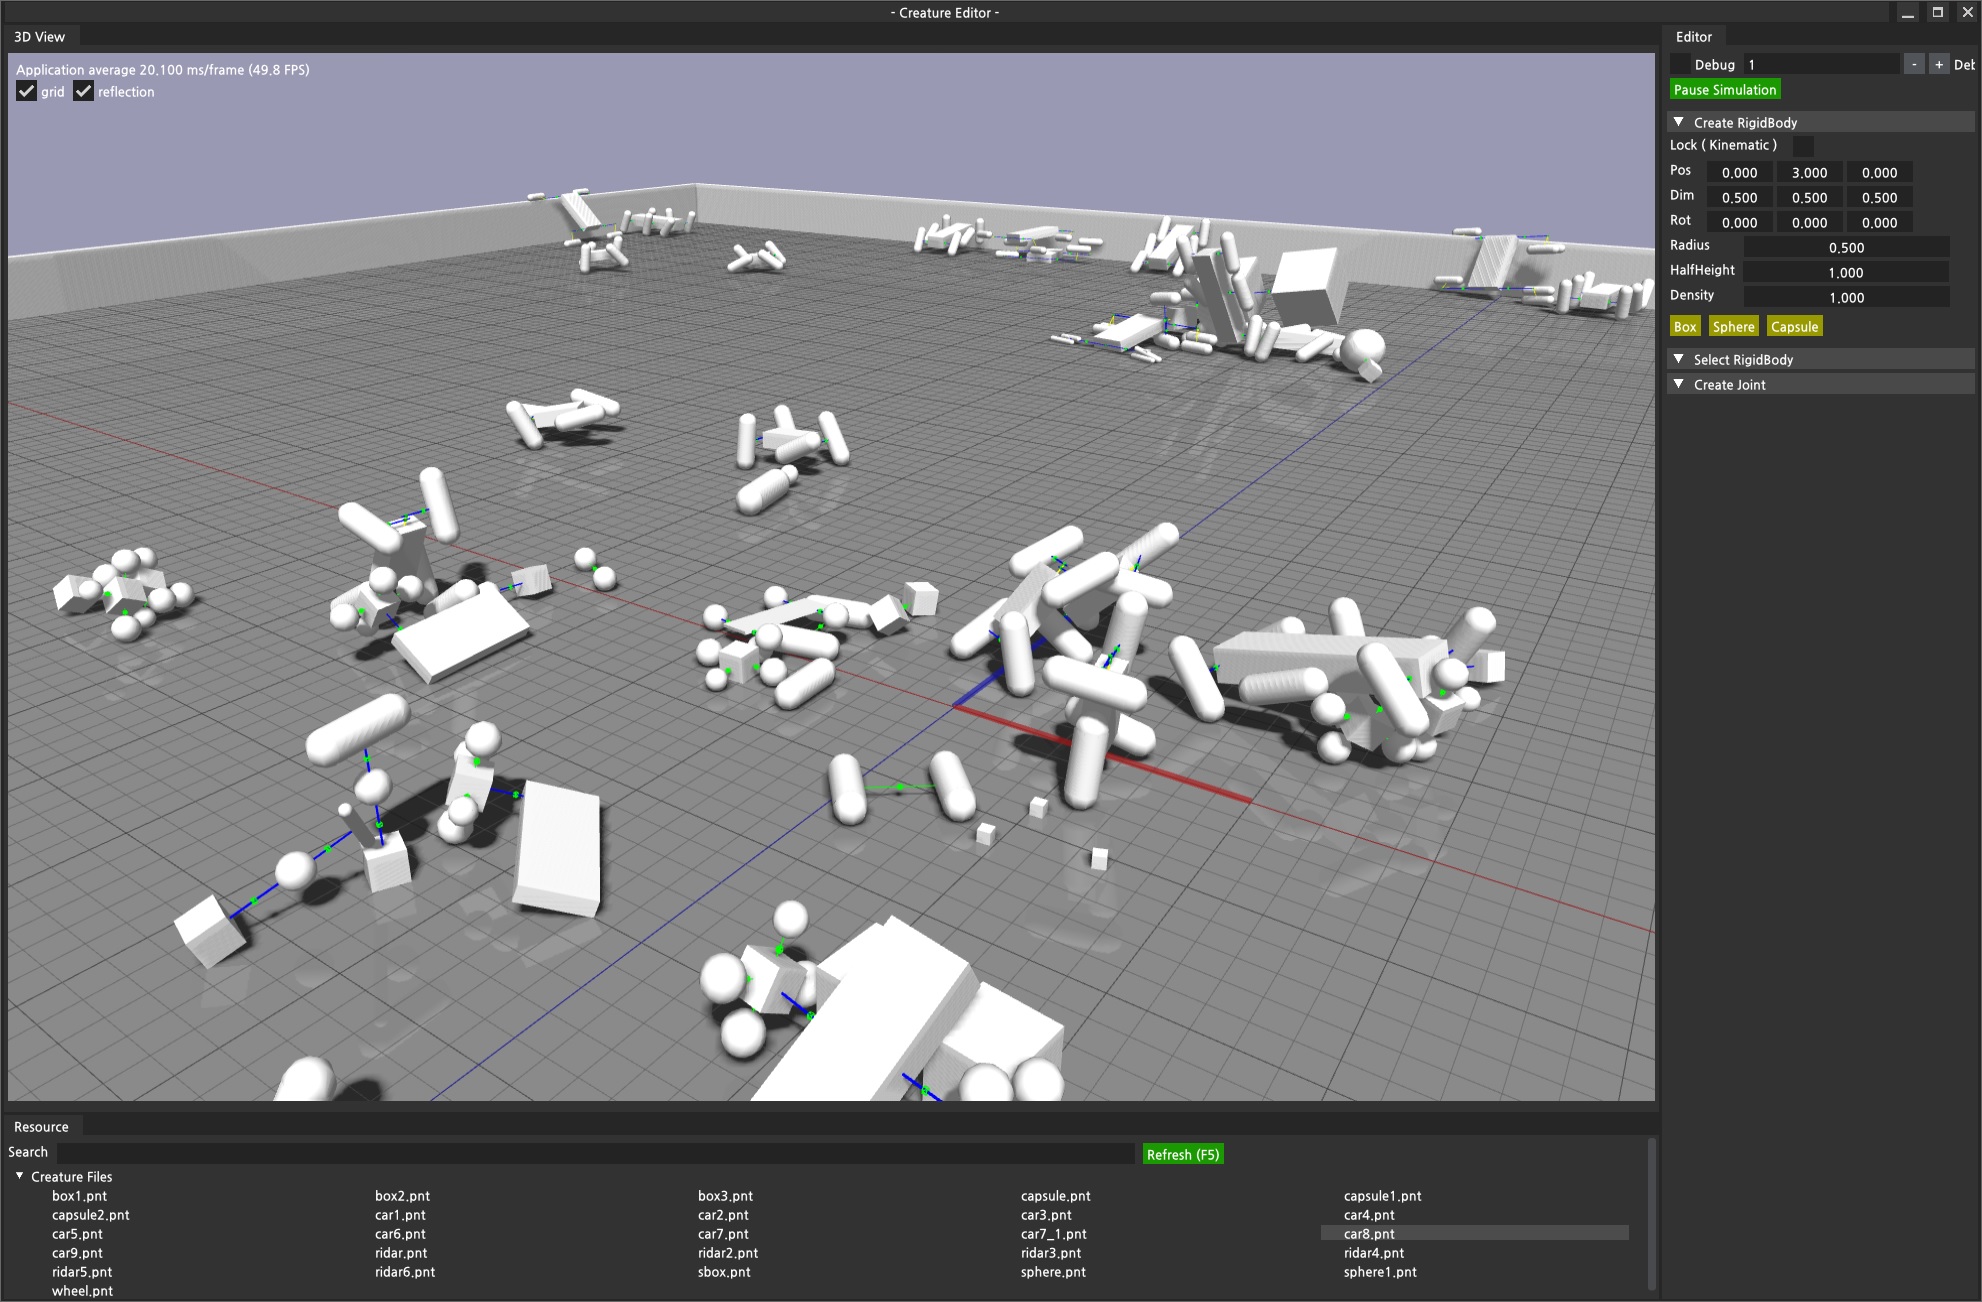 - Creature Editor -
3D View
Application average 20.100 ms/frame (49.8 FPS)
grid reflection
Editor
Debug 1 - + Det
Pause Simulation
Create RigidBody
Lock ( Kinematic )
Pos 0.000 3.000 0.000
Dim 0.500 0.500 0.500
Rot 0.000 0.000 0.000
Radius 0.500
HalfHeight 1.000
Density 1.000
Box Sphere Capsule
Select RigidBody
Create Joint
Resource
Search Refresh (F5)
Creature Files
box1.pnt box2.pnt box3.pnt capsule.pnt capsule1.pnt
capsule2.pnt car1.pnt car2.pnt car3.pnt car4.pnt
car5.pnt car6.pnt car7.pnt car7_1.pnt car8.pnt
car9.pnt ridar.pnt ridar2.pnt ridar3.pnt ridar4.pnt
ridar5.pnt ridar6.pnt sbox.pnt sphere.pnt sphere1.pnt
wheel.pnt